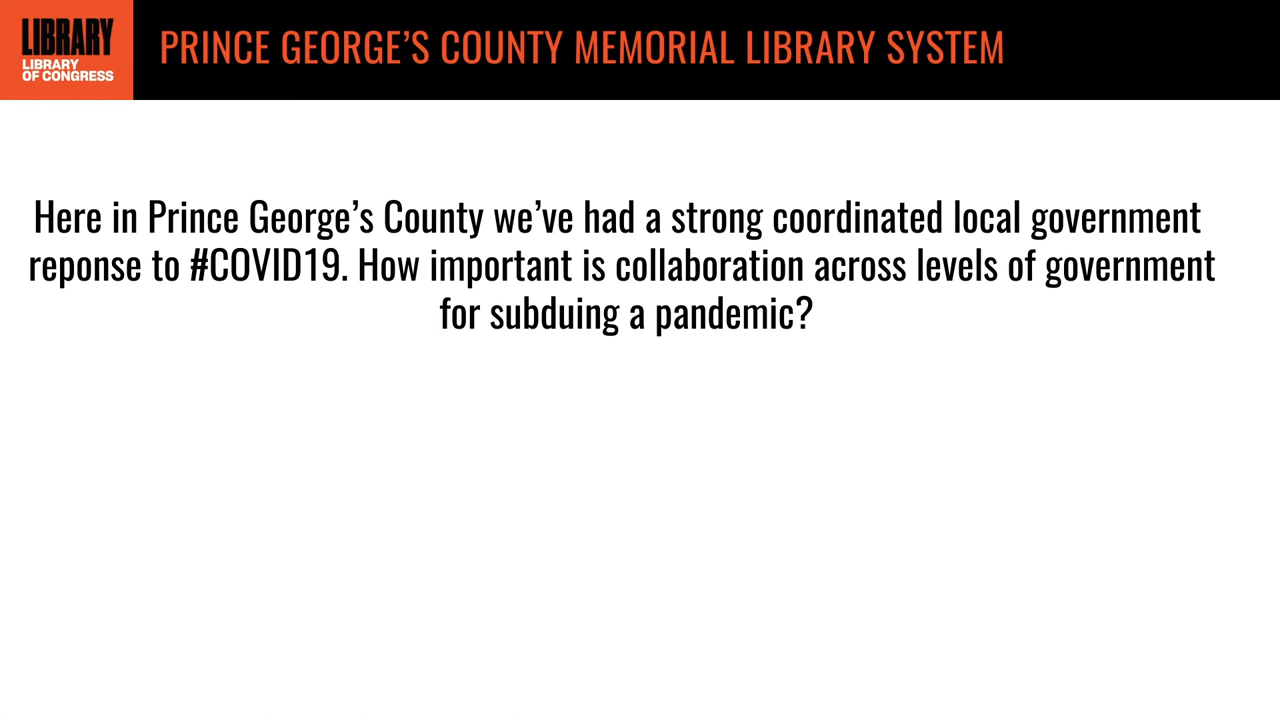 LIBRARY
LIBRARY
OF CONGRESS
PRINCE GEORGE’S COUNTY MEMORIAL LIBRARY SYSTEM
Here in Prince George’s County we’ve had a strong coordinated local government
reponse to #COVID19. How important is collaboration across levels of government
for subduing a pandemic?